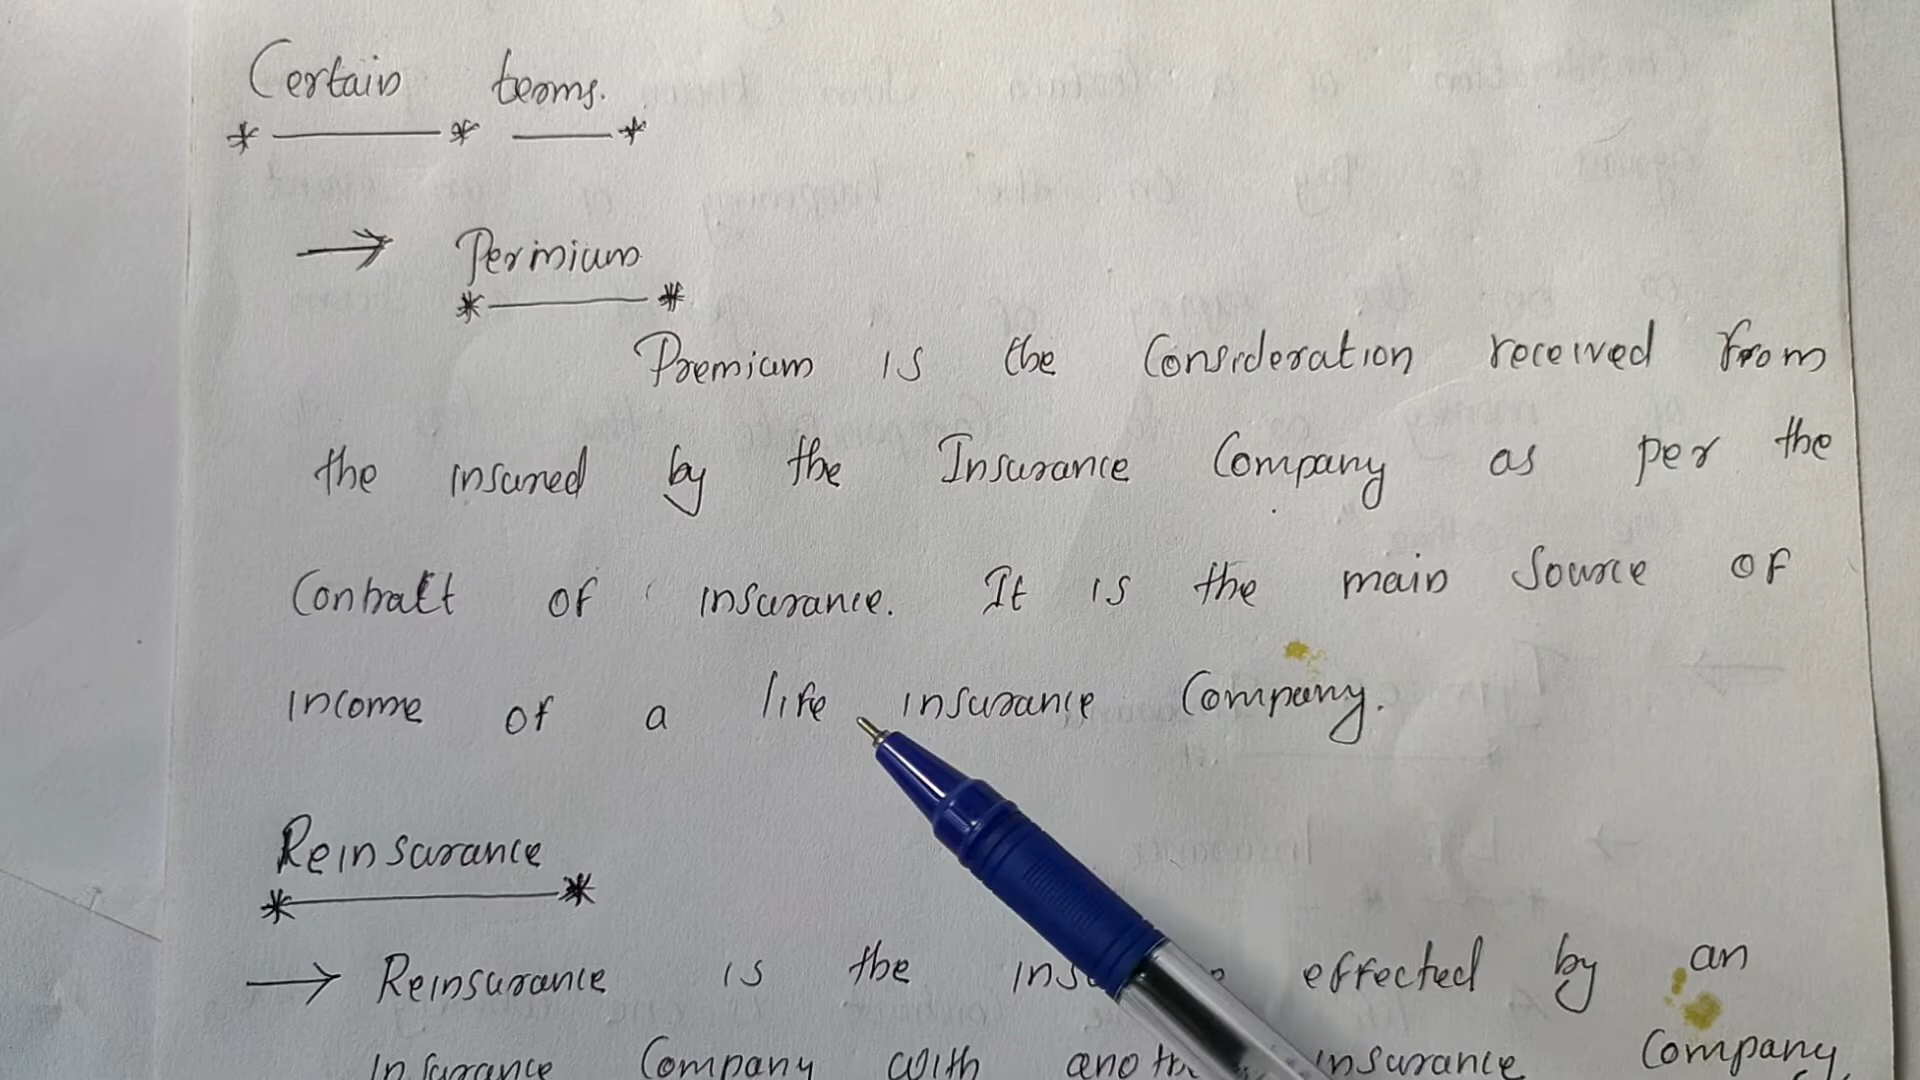 Certain terms.
→ Permium
Premium is the Consideration received from
the insured by the Insurance Company as per the
Contract of insurance. It is the main Source of
income of a life insurance Company.
Reinsurance
→ Reinsurance is the effected by an
Insurance Company with insurance Company,